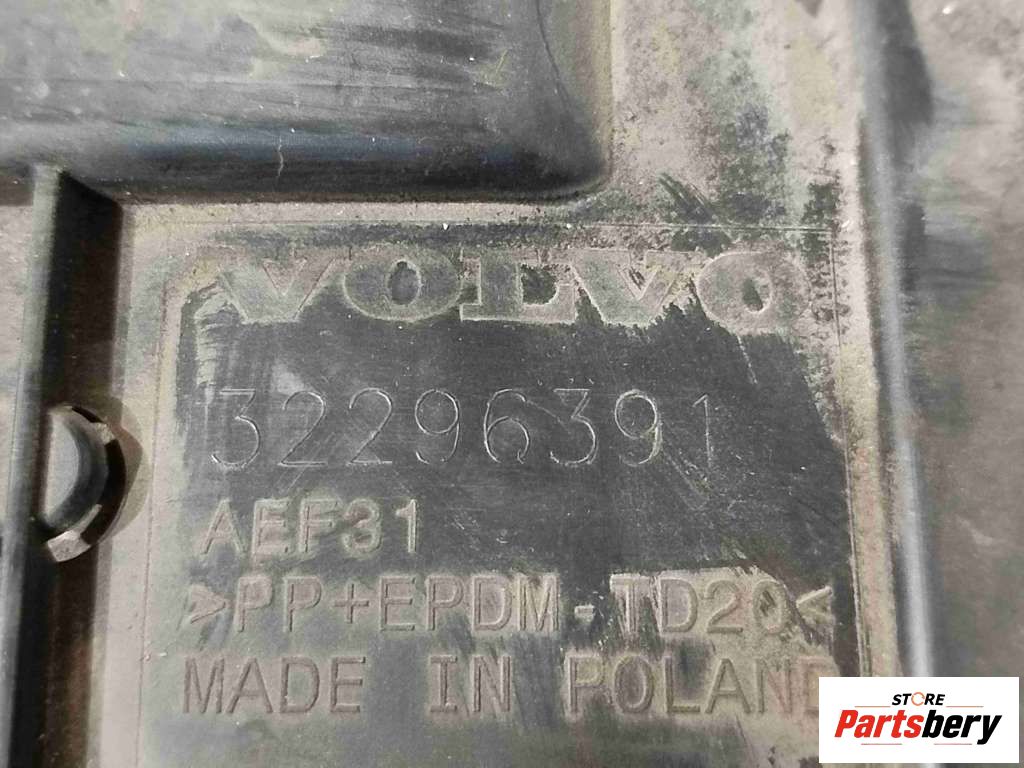 VOLVO
32296391
AEF31
>PP+EPDM-TD20<
MADE IN POLAND
STORE
Partsbery